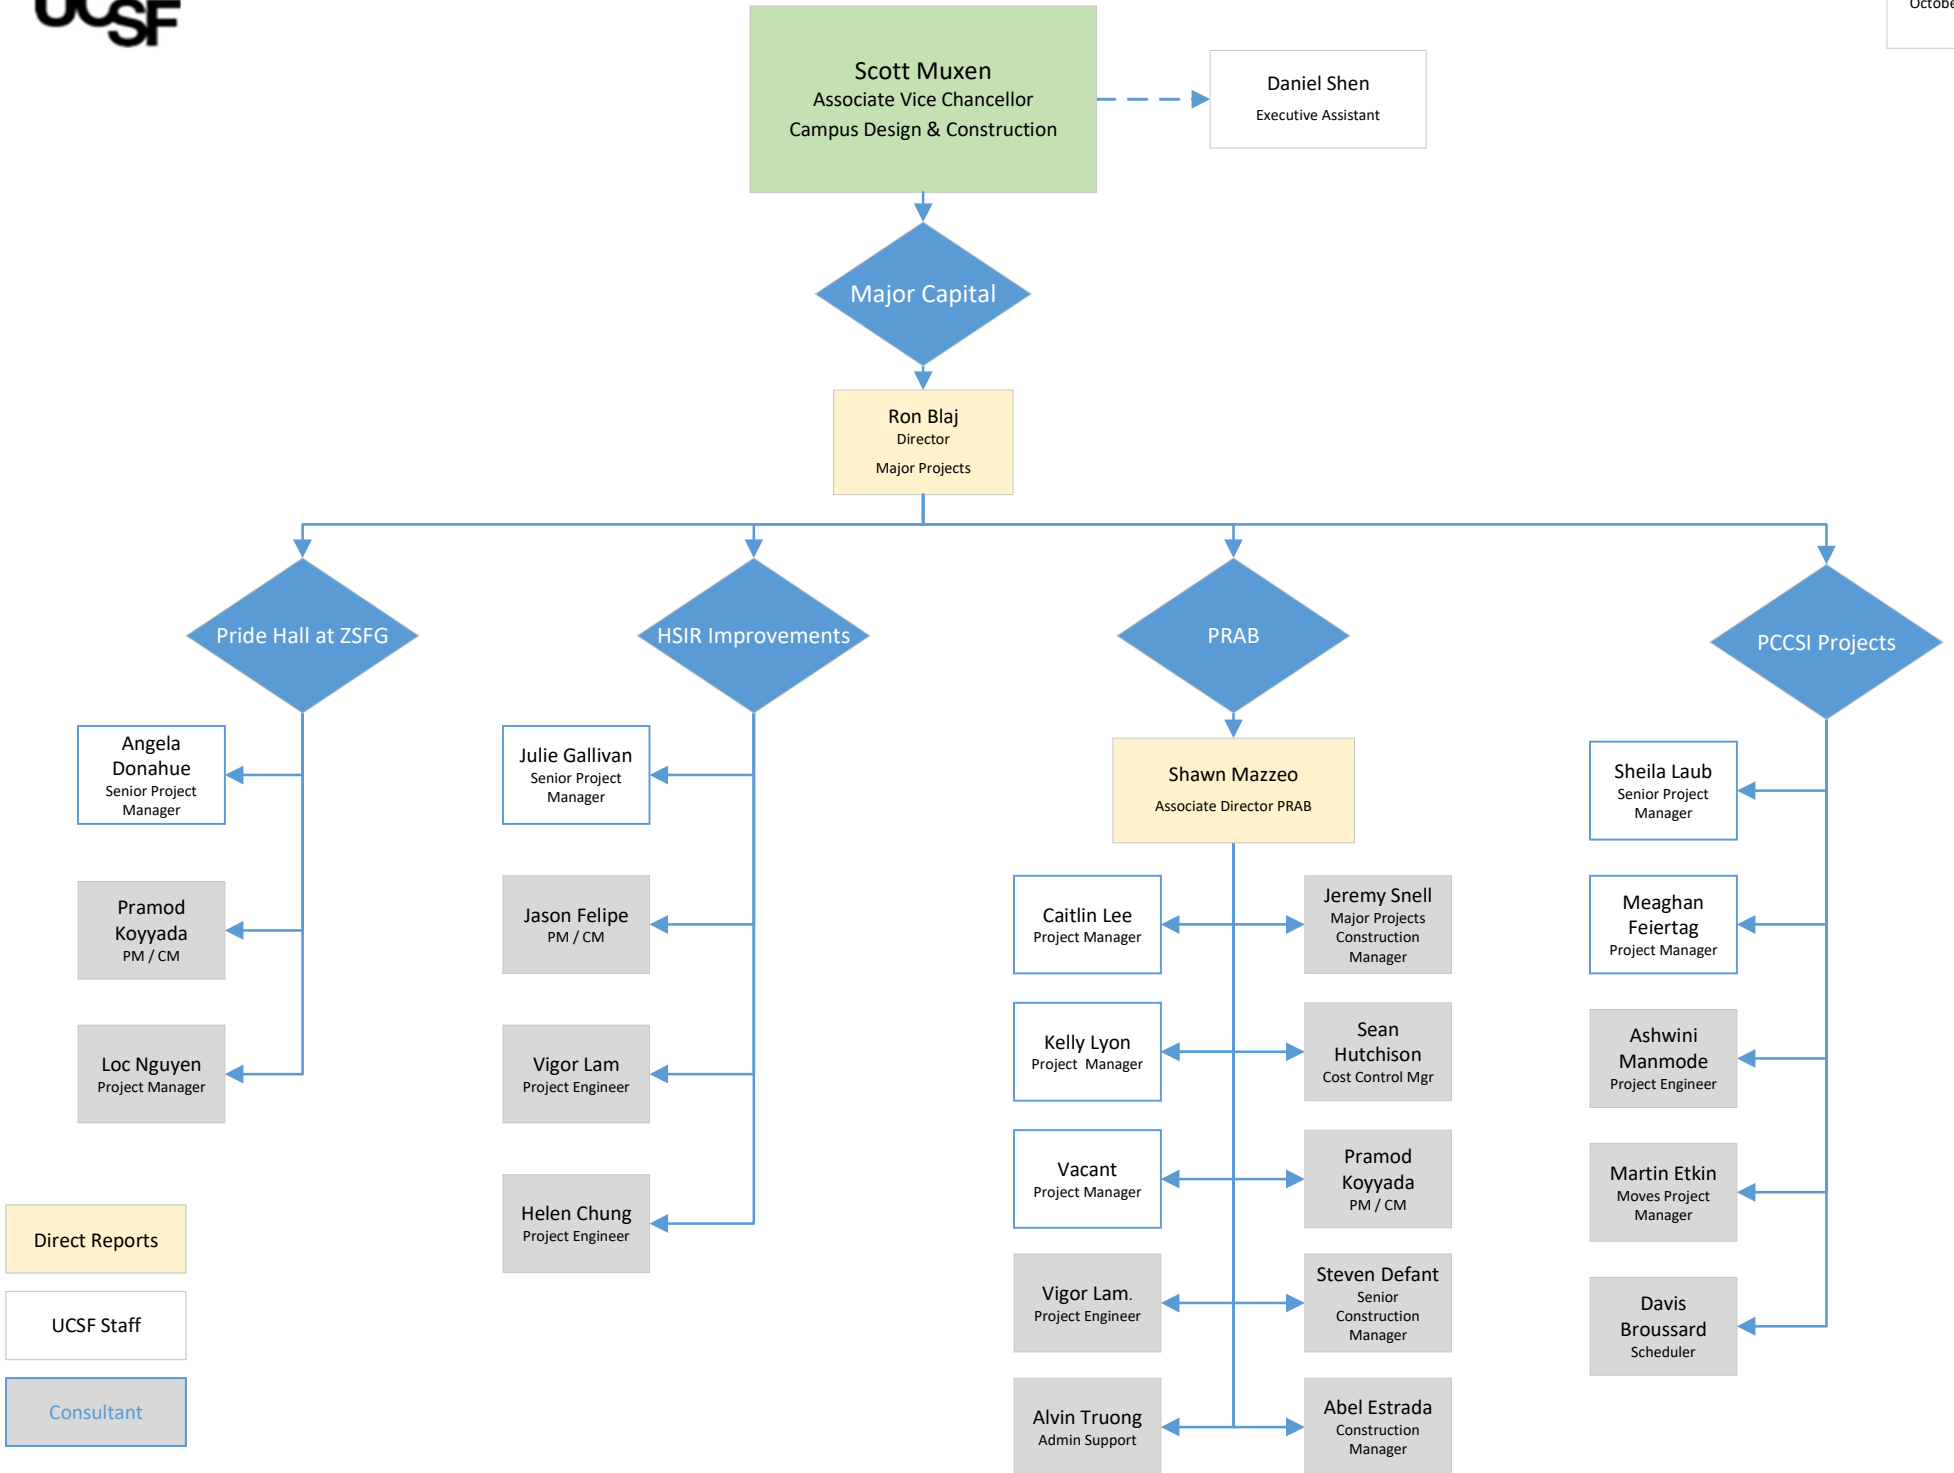 UCSF
Scott Muxen
Associate Vice Chancellor
Campus Design & Construction
Daniel Shen
Executive Assistant
Major Capital
Ron Blaj
Director
Major Projects
Pride Hall at ZSFG
HSIR Improvements
PRAB
PCCSI Projects
Angela
Donahue
Senior Project
Manager
Pramod
Koyyada
PM / CM
Loc Nguyen
Project Manager
Julie Gallivan
Senior Project
Manager
Jason Felipe
PM / CM
Vigor Lam
Project Engineer
Helen Chung
Project Engineer
Shawn Mazzeo
Associate Director PRAB
Caitlin Lee
Project Manager
Kelly Lyon
Project  Manager
Vacant
Project Manager
Vigor Lam.
Project Engineer
Alvin Truong
Admin Support
Jeremy Snell
Major Projects
Construction
Manager
Sean
Hutchison
Cost Control Mgr
Pramod
Koyyada
PM / CM
Steven Defant
Senior
Construction
Manager
Abel Estrada
Construction
Manager
Sheila Laub
Senior Project
Manager
Meaghan
Feiertag
Project Manager
Ashwini
Manmode
Project Engineer
Martin Etkin
Moves Project
Manager
Davis
Broussard
Scheduler
Direct Reports
UCSF Staff
Consultant